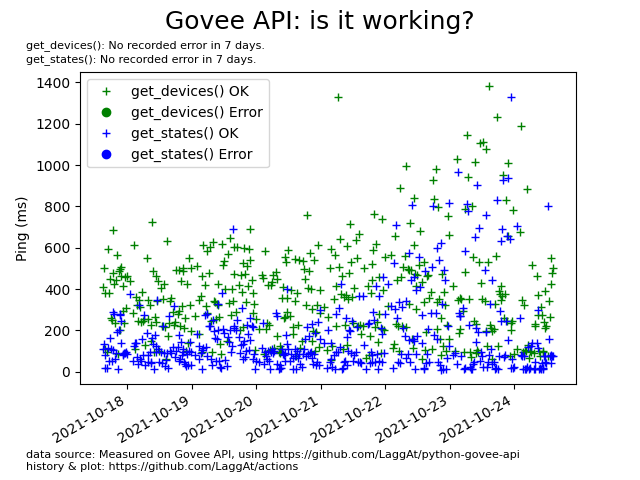 Govee API: is it working?
get_devices(): No recorded error in 7 days.
get_states(): No recorded error in 7 days.
get_devices() OK
get_devices() Error
get_states() OK
get_states() Error
Ping (ms)
1400
1200
1000
800
600
400
200
0
2021-10-18
2021-10-19
2021-10-20
2021-10-21
2021-10-22
2021-10-23
2021-10-24
data source: Measured on Govee API, using https://github.com/LaggAt/python-govee-api
history & plot: https://github.com/LaggAt/actions